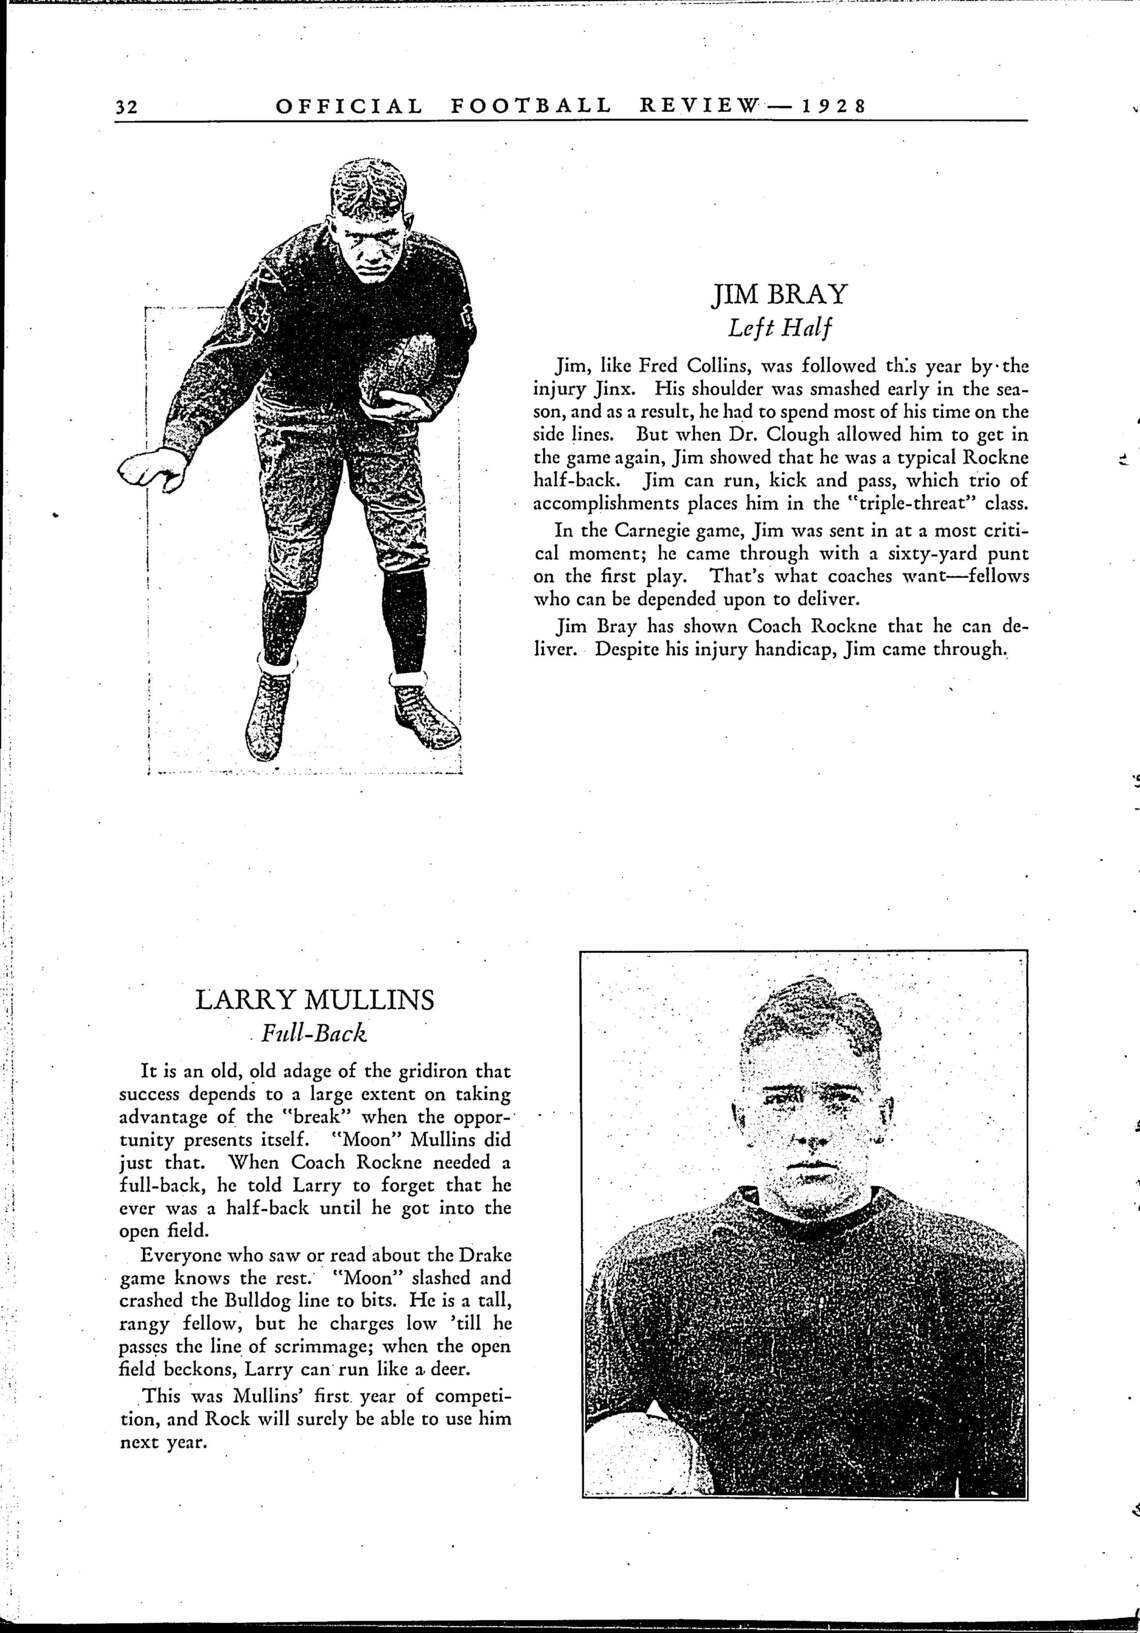 32 OFFICIAL FOOTBALL REVIEW—1928
JIM BRAY
Left Half
Jim, like Fred Collins, was followed this year by the
injury Jinx. His shoulder was smashed early in the sea-
son, and as a result, he had to spend most of his time on the
side lines. But when Dr. Clough allowed him to get in
the game again, Jim showed that he was a typical Rockne
half-back. Jim can run, kick and pass, which trio of
accomplishments places him in the "triple-threat" class.
In the Carnegie game, Jim was sent in at a most criti-
cal moment; he came through with a sixty-yard punt
on the first play. That's what coaches want—fellows
who can be depended upon to deliver.
Jim Bray has shown Coach Rockne that he can de-
liver. Despite his injury handicap, Jim came through.
LARRY MULLINS
Full-Back
It is an old, old adage of the gridiron that
success depends to a large extent on taking
advantage of the "break" when the oppor-
tunity presents itself. "Moon" Mullins did
just that. When Coach Rockne needed a
full-back, he told Larry to forget that he
ever was a half-back until he got into the
open field.
Everyone who saw or read about the Drake
game knows the rest. "Moon" slashed and
crashed the Bulldog line to bits. He is a tall,
rangy fellow, but he charges low 'till he
passes the line of scrimmage; when the open
field beckons, Larry can run like a deer.
This was Mullins' first year of competi-
tion, and Rock will surely be able to use him
next year.